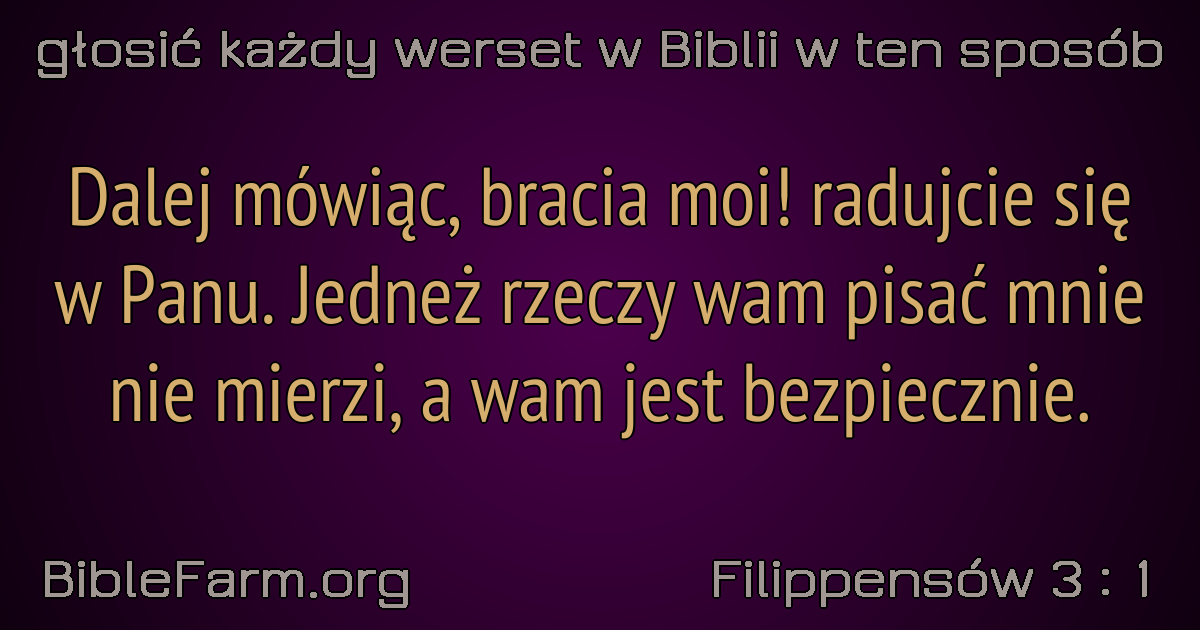 głosić każdy werset w Biblii w ten sposób
Dalej mówiąc, bracia moi! radujcie się
w Panu. Jedneż rzeczy wam pisać mnie
nie mierzi, a wam jest bezpiecznie.
BibleFarm.org
Filippensów 3 : 1